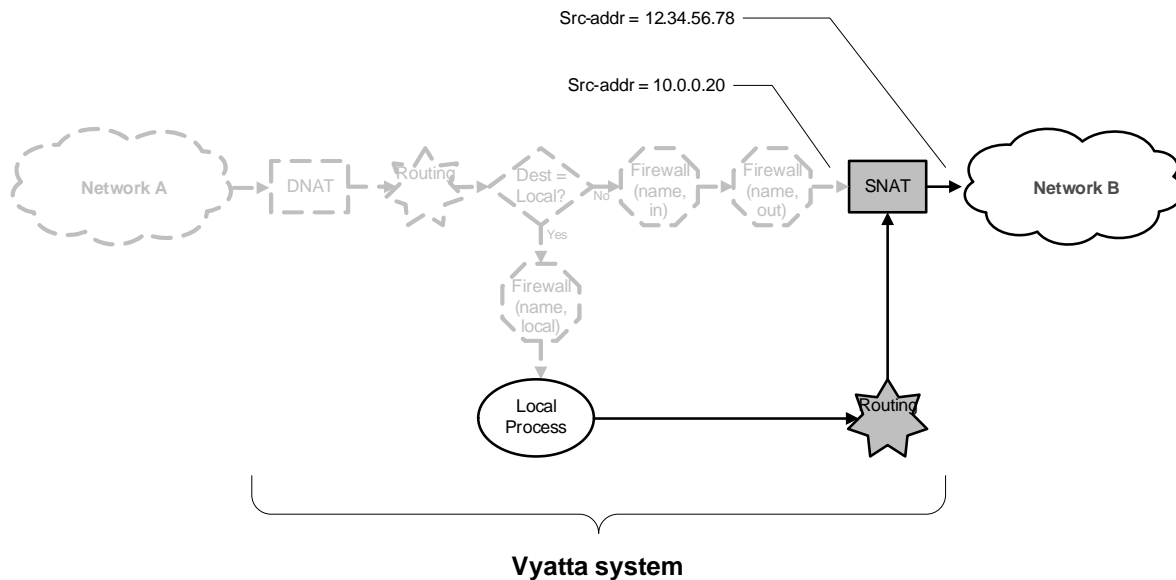 Src-addr = 12.34.56.78
Src-addr = 10.0.0.20
Network A
DNAT
Routing
Dest =
Local?
No
Firewall
(name,
in)
Firewall
(name,
out)
SNAT
Network B
Yes
Firewall
(name,
local)
Local
Process
Routing
Vyatta system